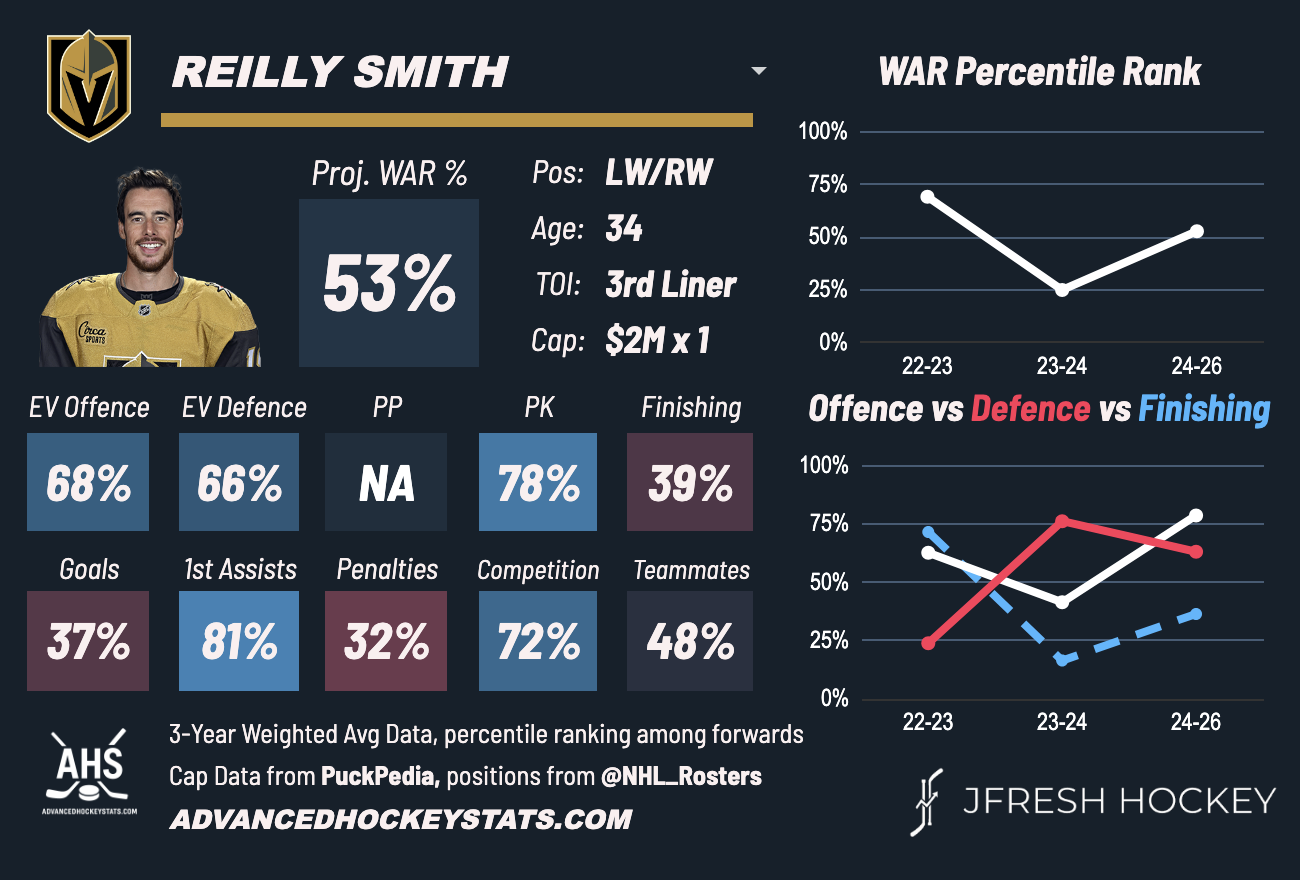 REILLY SMITH
Proj. WAR %
53%
Pos: LW/RW
Age: 34
TOI: 3rd Liner
Cap: $2M x 1
Circa
SPORTS
EV Offence EV Defence PP PK Finishing
68% 66% NA 78% 39%
Goals 1st Assists Penalties Competition Teammates
37% 81% 32% 72% 48%
WAR Percentile Rank
100%
75%
50%
25%
0%
22-23 23-24 24-26
Offence vs Defence vs Finishing
100%
75%
50%
25%
0%
22-23 23-24 24-26
AHS
ADVANCEDHOCKEYSTATS.COM
3-Year Weighted Avg Data, percentile ranking among forwards
Cap Data from PuckPedia, positions from @NHL_Rosters
ADVANCEDHOCKEYSTATS.COM
JFRESH HOCKEY